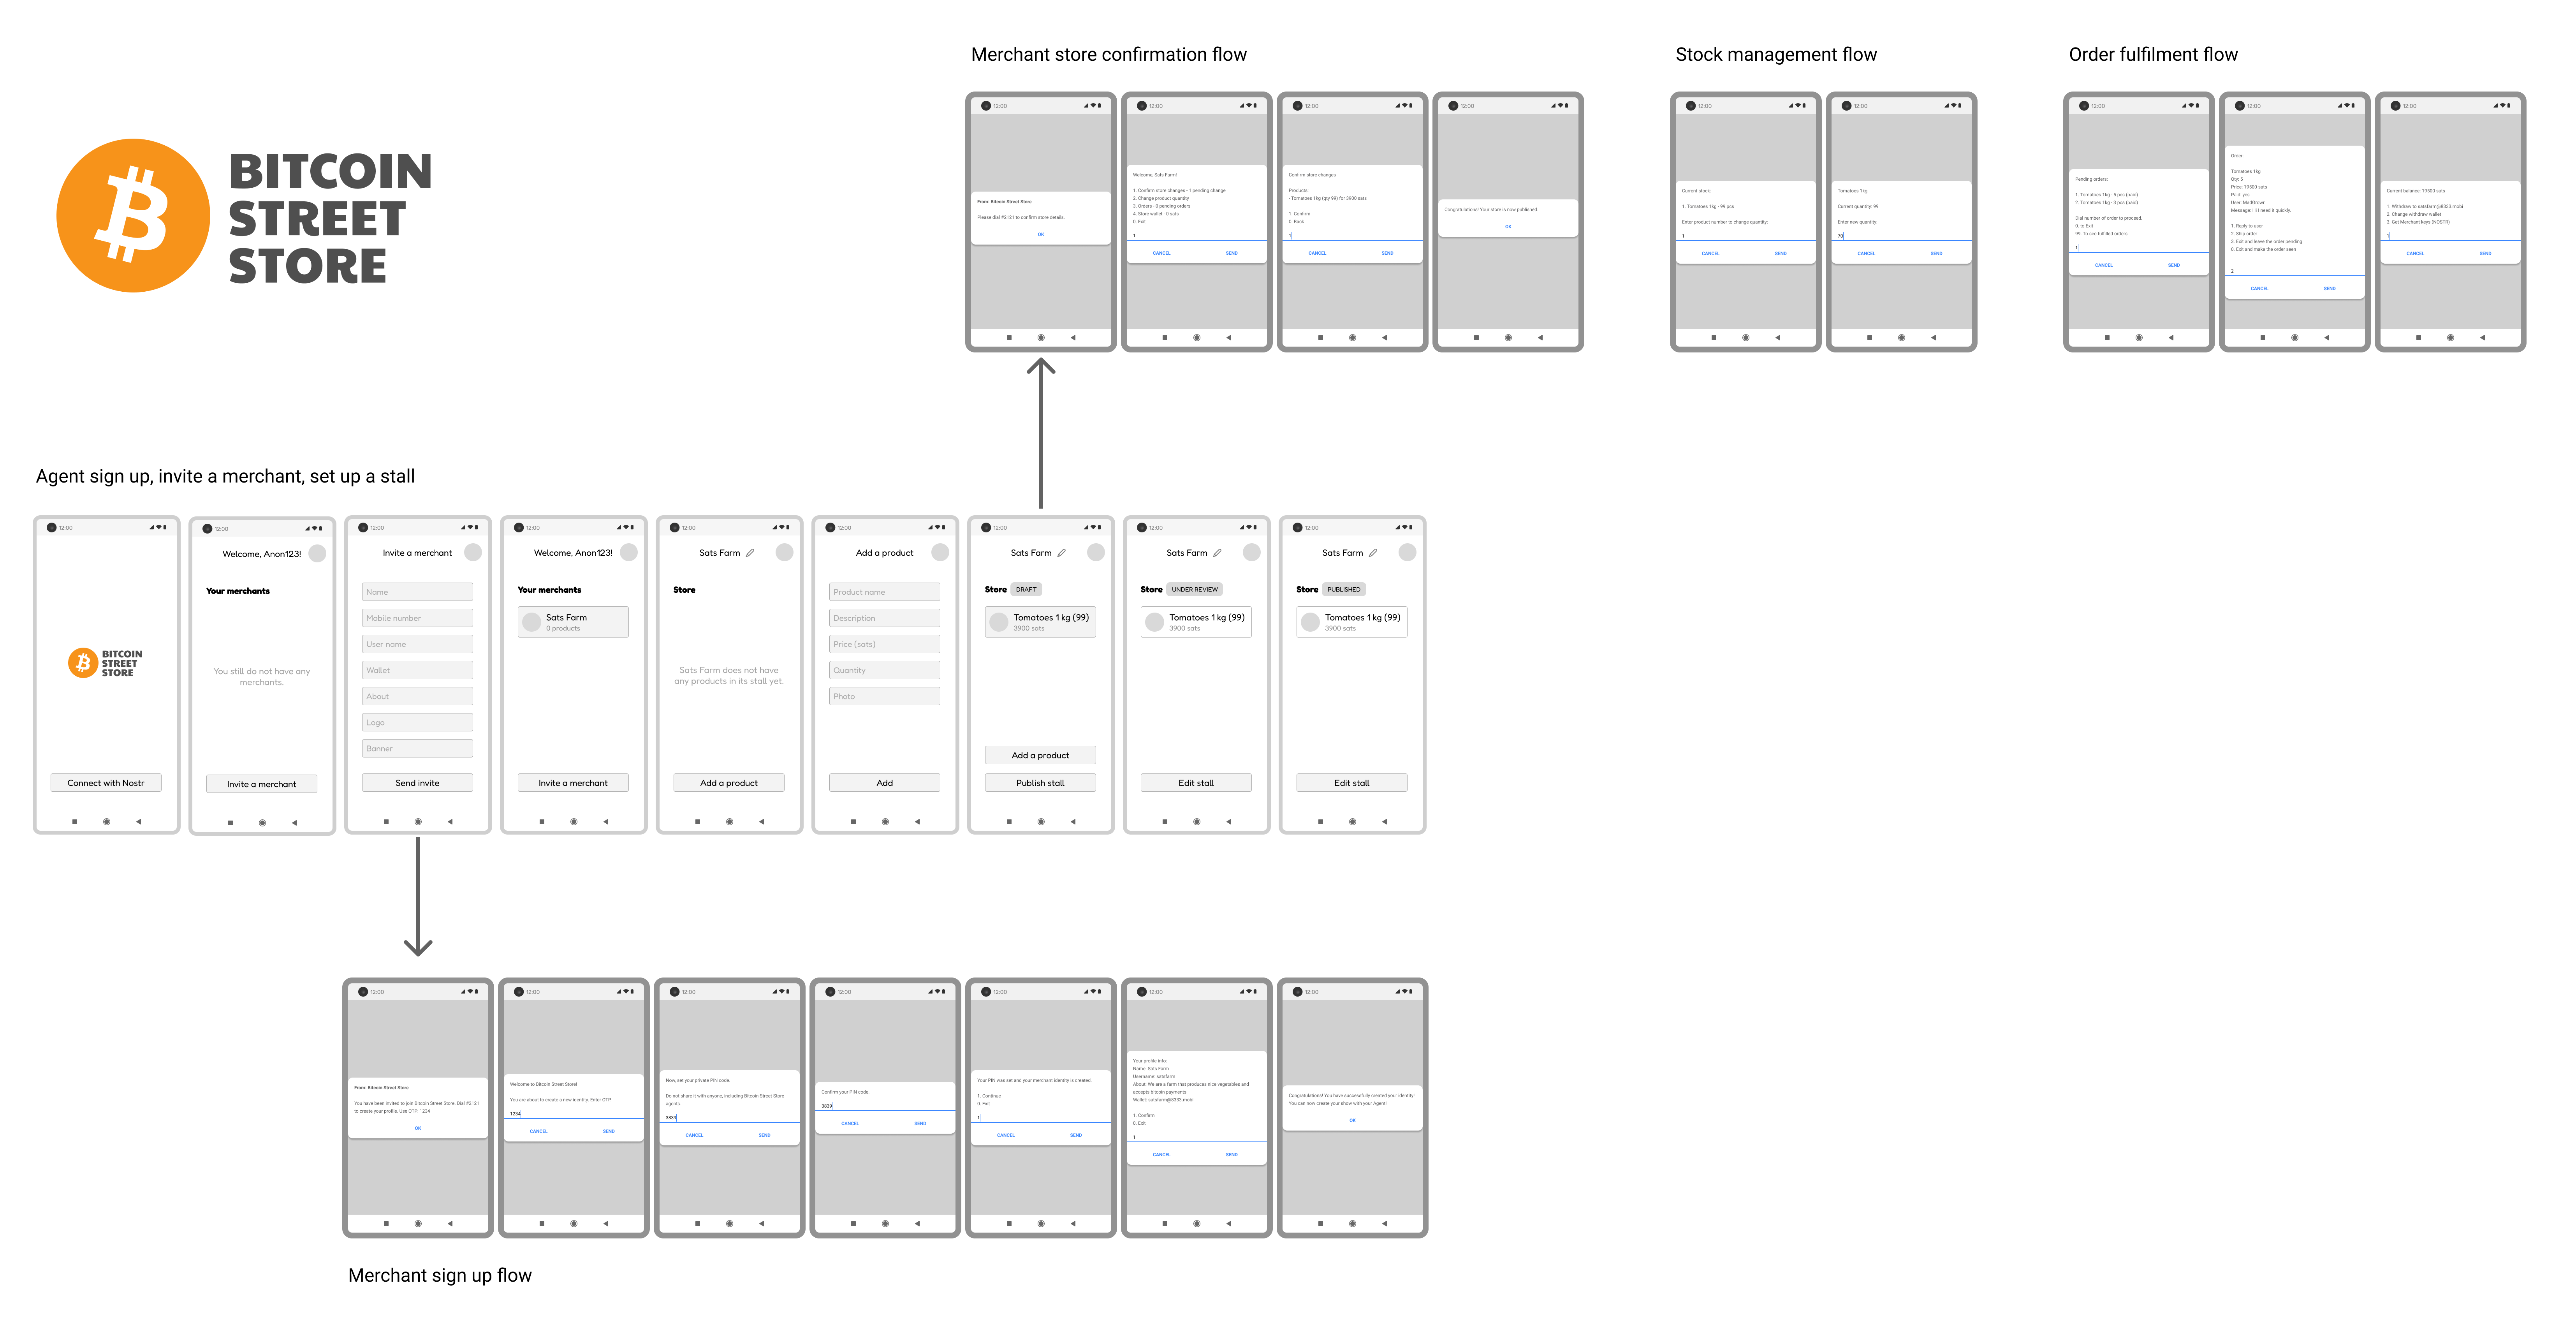 Merchant store confirmation flow
Stock management flow
Order fulfilment flow
BITCOIN
STREET
STORE
12:00
From: Bitcoin Street Store
Please dial #2121 to confirm store details.
OK
12:00
Welcome, Sats Farm!
1. Confirm store changes - 1 pending change
2. Change product quantity
3. Orders - 0 pending orders
4. Store wallet - 0 sats
0. Exit
1
CANCEL SEND
12:00
Confirm store changes
Products
- Tomatoes 1kg (qty 99) for 3900 sats
1. Confirm
0. Back
1
CANCEL SEND
12:00
Congratulations! Your store is now published.
OK
12:00
Current stock:
1. Tomatoes 1kg - 99 pcs
Enter product number to change quantity:
1
CANCEL SEND
12:00
Tomatoes 1kg
Current quantity: 99
Enter new quantity:
70
CANCEL SEND
12:00
Pending orders:
1. Tomatoes 1kg - 5 pcs (paid)
2. Tomatoes 1kg - 3 pcs (paid)
Dial number of order to proceed.
0. to Exit
99. To see fulfilled orders
1
CANCEL SEND
12:00
Order:
Tomatoes 1kg
Qty: 5
Price: 19500 sats
Paid: yes
User: MadGrover
Message: Hi I need it quickly.
1. Reply to user
2. Ship order
3. Exit and leave the order pending
0. Exit and make the order seen
CANCEL SEND
12:00
Current balance: 19500 sats
1. Withdraw to satsfarm@8333.mobi
2. Change withdraw wallet
3. Get Merchant keys (NOSTR)
1
CANCEL SEND
Agent sign up, invite a merchant, set up a stall
12:00
BITCOIN
STREET
STORE
Connect with Nostr
12:00
Welcome, Anon123!
Your merchants
You still do not have any
merchants.
Invite a merchant
12:00
Invite a merchant
Name
Mobile number
User name
Wallet
About
Logo
Banner
Send invite
12:00
Welcome, Anon123!
Your merchants
Sats Farm
0 products
Invite a merchant
12:00
Sats Farm
Store
Sats Farm does not have
any products in its stall yet.
Add a product
12:00
Add a product
Product name
Description
Price (sats)
Quantity
Photo
Add
12:00
Sats Farm
Store DRAFT
Tomatoes 1 kg (99)
3900 sats
Add a product
Publish stall
12:00
Sats Farm
Store UNDER REVIEW
Tomatoes 1 kg (99)
3900 sats
Edit stall
12:00
Sats Farm
Store PUBLISHED
Tomatoes 1 kg (99)
3900 sats
Edit stall
12:00
From: Bitcoin Street Store
You have been invited to join Bitcoin Street Store. Dial #2121
to create your profile. Use OTP: 1234
OK
12:00
Welcome to Bitcoin Street Store!
You are about to create a new identity. Enter OTP
1234
CANCEL SEND
12:00
Now, set your private PIN code.
Do not share it with anyone, including Bitcoin Street Store
agents.
3839
CANCEL SEND
12:00
Confirm your PIN code.
3839
CANCEL SEND
12:00
Your PIN was set and your merchant identity is created.
1. Continue
0. Exit
1
CANCEL SEND
12:00
Your profile info:
Name: Sats Farm
Username: satsfarm
About: We are a farm that produces nice vegetables and
accepts bitcoin payments
Wallet: satsfarm@8333.mobi
1. Confirm
0. Exit
1
CANCEL SEND
12:00
Congratulations! You have successfully created your identity!
You can now create your show with your Agent!
OK
Merchant sign up flow